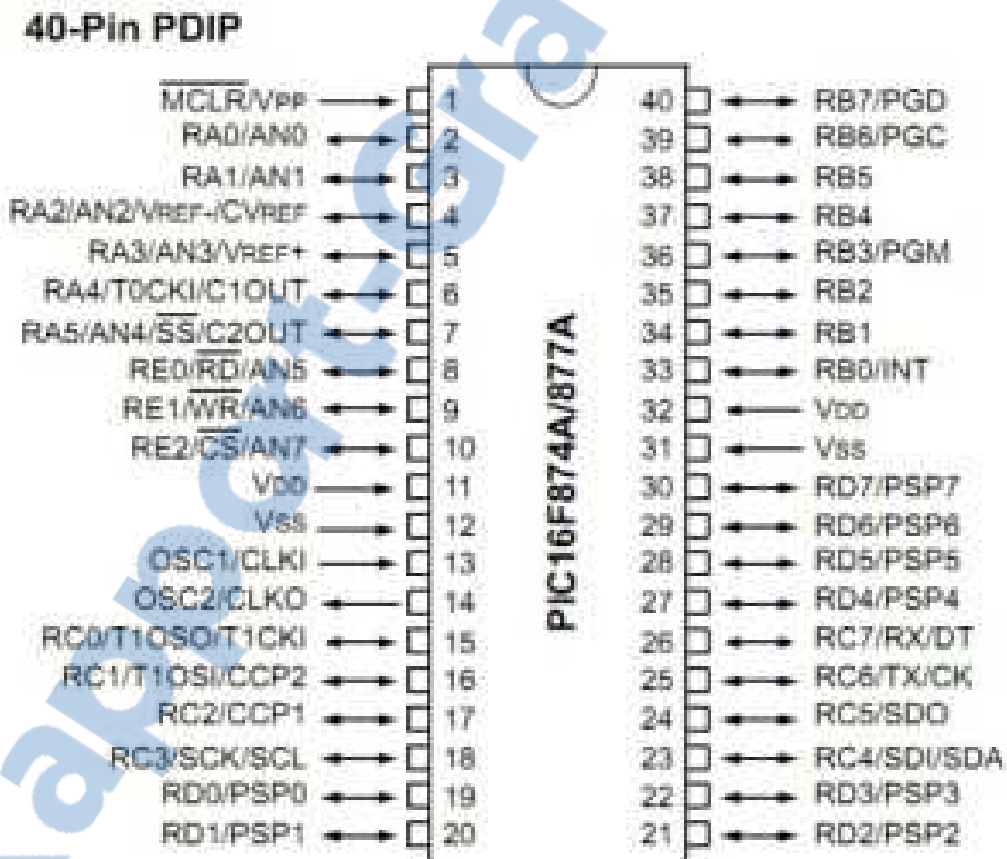 40-Pin PDIP
MCLR/VPP 1 40 RB7/PGD
RA0/AN0 2 39 RB6/PGC
RA1/AN1 3 38 RB5
RA2/AN2/VREF-/CVREF 4 37 RB4
RA3/AN3/VREF+ 5 36 RB3/PGM
RA4/T0CKI/C1OUT 6 35 RB2
RA5/AN4/SS/C2OUT 7 34 RB1
RE0/RD/AN5 8 33 RB0/INT
RE1/WR/AN6 9 32 VDD
RE2/CS/AN7 10 31 VSS
VDD 11 30 RD7/PSP7
VSS 12 29 RD6/PSP6
OSC1/CLKI 13 28 RD5/PSP5
OSC2/CLKO 14 27 RD4/PSP4
RC0/T1OSO/T1CKI 15 26 RC7/RX/DT
RC1/T1OSI/CCP2 16 25 RC6/TX/CK
RC2/CCP1 17 24 RC5/SDO
RC3/SCK/SCL 18 23 RC4/SDI/SDA
RD0/PSP0 19 22 RD3/PSP3
RD1/PSP1 20 21 RD2/PSP2
PIC16F874A/877A
apport-Gra